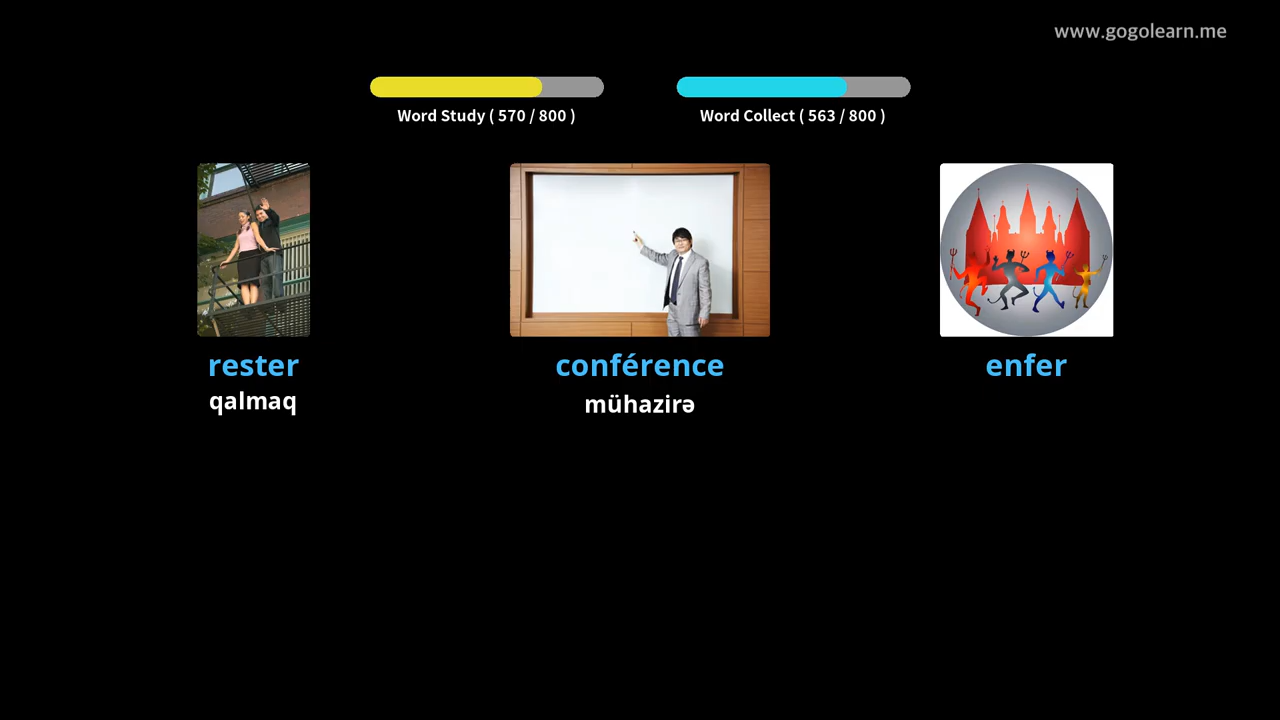 www.gogolearn.me
Word Study ( 570 / 800 )
Word Collect ( 563 / 800 )
rester
qalmaq
conférence
mühazirə
enfer